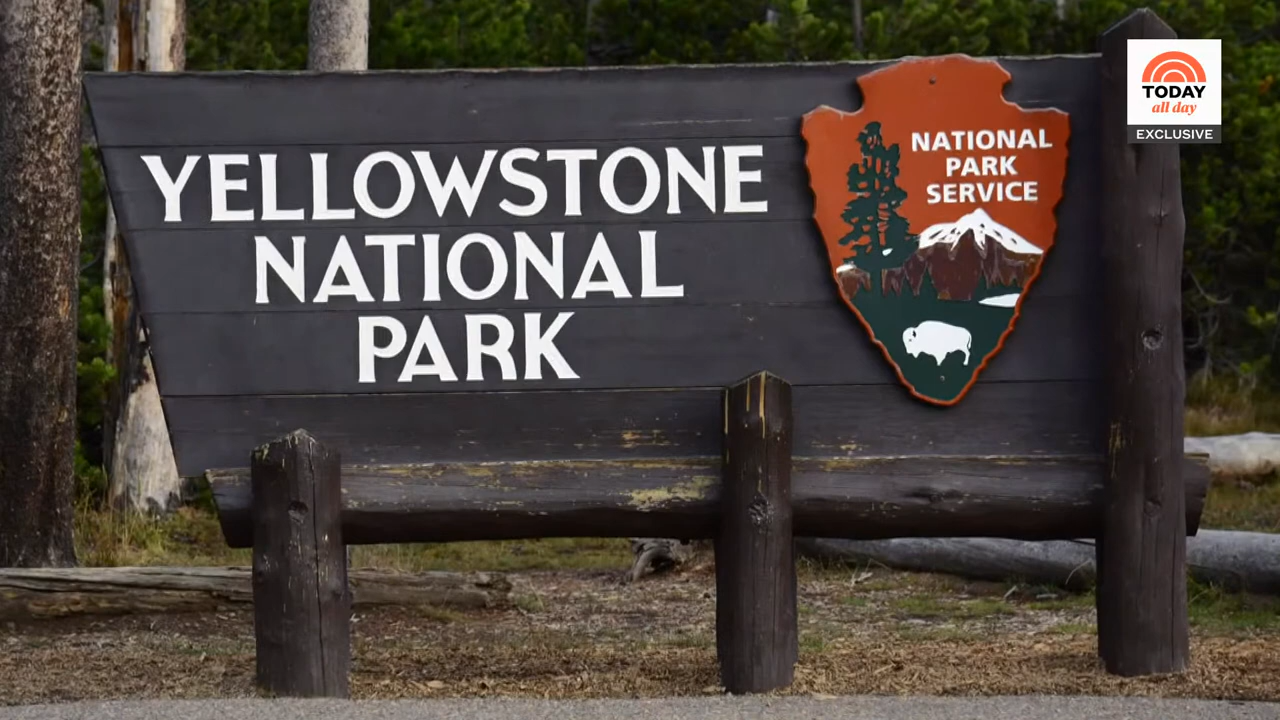 YELLOWSTONE
NATIONAL
PARK
NATIONAL
PARK
SERVICE
TODAY
all day
EXCLUSIVE